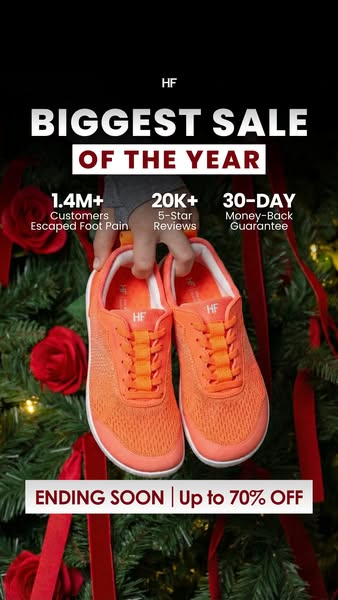 HF
BIGGEST SALE
OF THE YEAR
1.4M+ 20K+ 30-DAY
Customers 5-Star Money-Back
Escaped Foot Pain Reviews Guarantee
HF HF
ENDING SOON | Up to 70% OFF